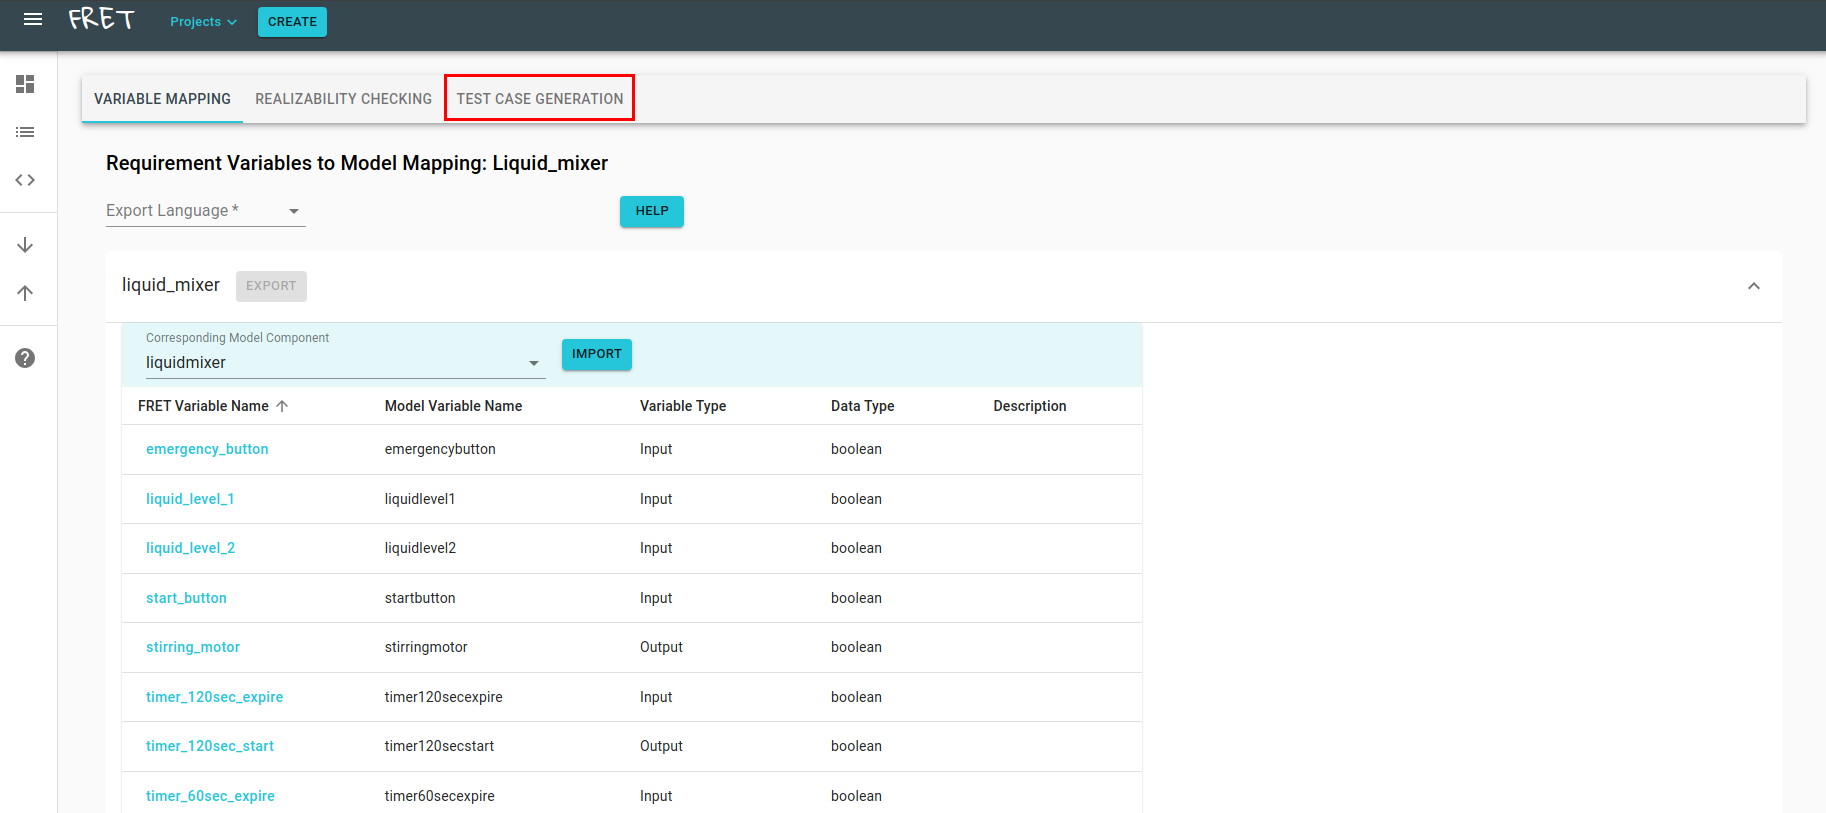 FRET Projects CREATE
VARIABLE MAPPING REALIZABILITY CHECKING TEST CASE GENERATION
Requirement Variables to Model Mapping: Liquid_mixer
Export Language * HELP
liquid_mixer EXPORT
Corresponding Model Component
liquidmixer IMPORT
FRET Variable Name Model Variable Name Variable Type Data Type Description
emergency_button emergencybutton Input boolean
liquid_level_1 liquidlevel1 Input boolean
liquid_level_2 liquidlevel2 Input boolean
start_button startbutton Input boolean
stirring_motor stirringmotor Output boolean
timer_120sec_expire timer120secexpire Input boolean
timer_120sec_start timer120secstart Output boolean
timer_60sec_expire timer60secexpire Input boolean